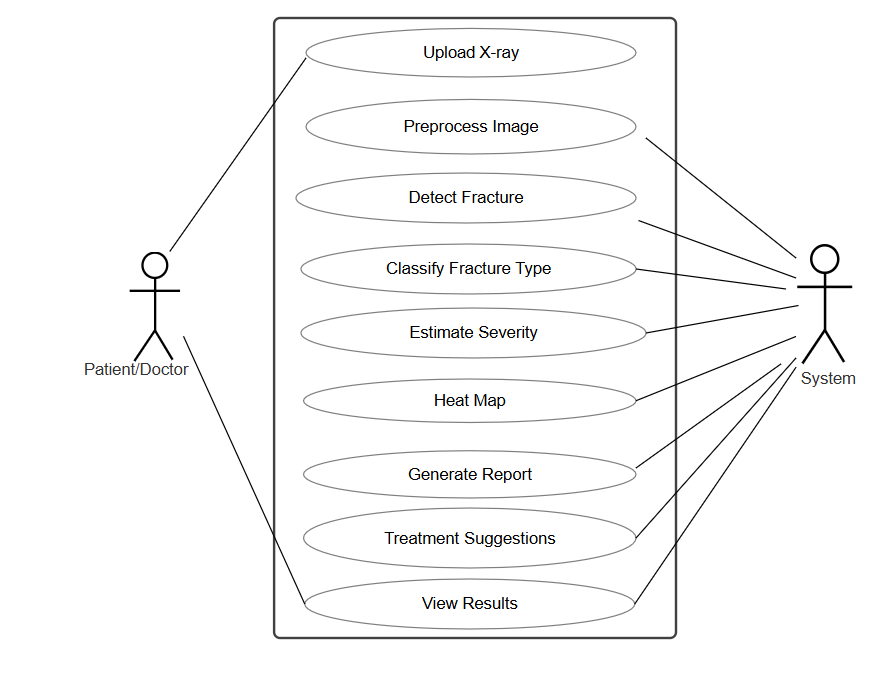 Upload X-ray
Preprocess Image
Detect Fracture
Classify Fracture Type
Estimate Severity
Heat Map
Generate Report
Treatment Suggestions
View Results
Patient/Doctor
System